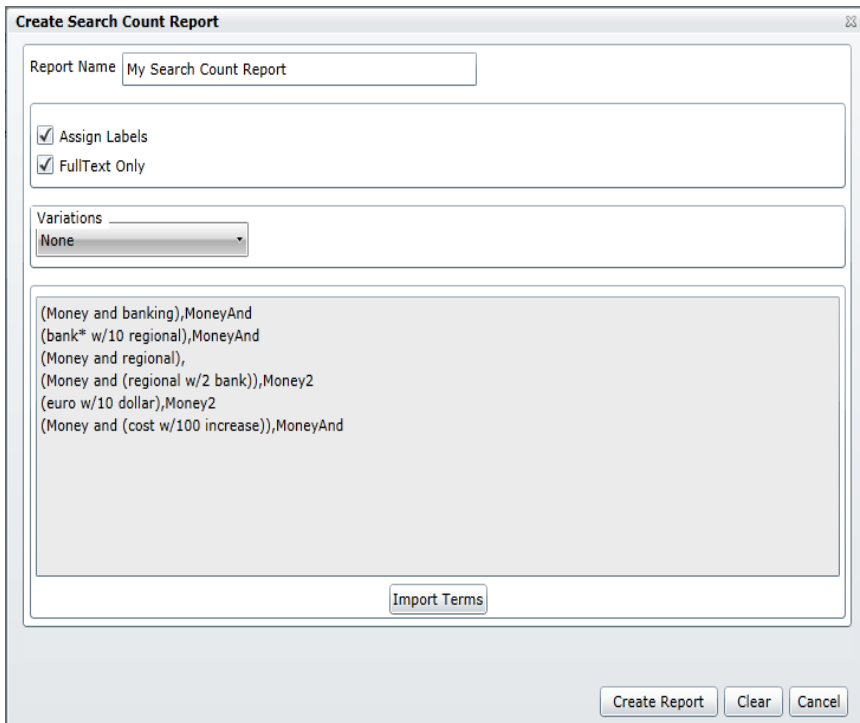 Create Search Count Report
Report Name My Search Count Report
Assign Labels
FullText Only
Variations
None
(Money and banking),MoneyAnd
(bank* w/10 regional),MoneyAnd
(Money and regional),
(Money and (regional w/2 bank)),Money2
(euro w/10 dollar),Money2
(Money and (cost w/100 increase)),MoneyAnd
Import Terms
Create Report Clear Cancel